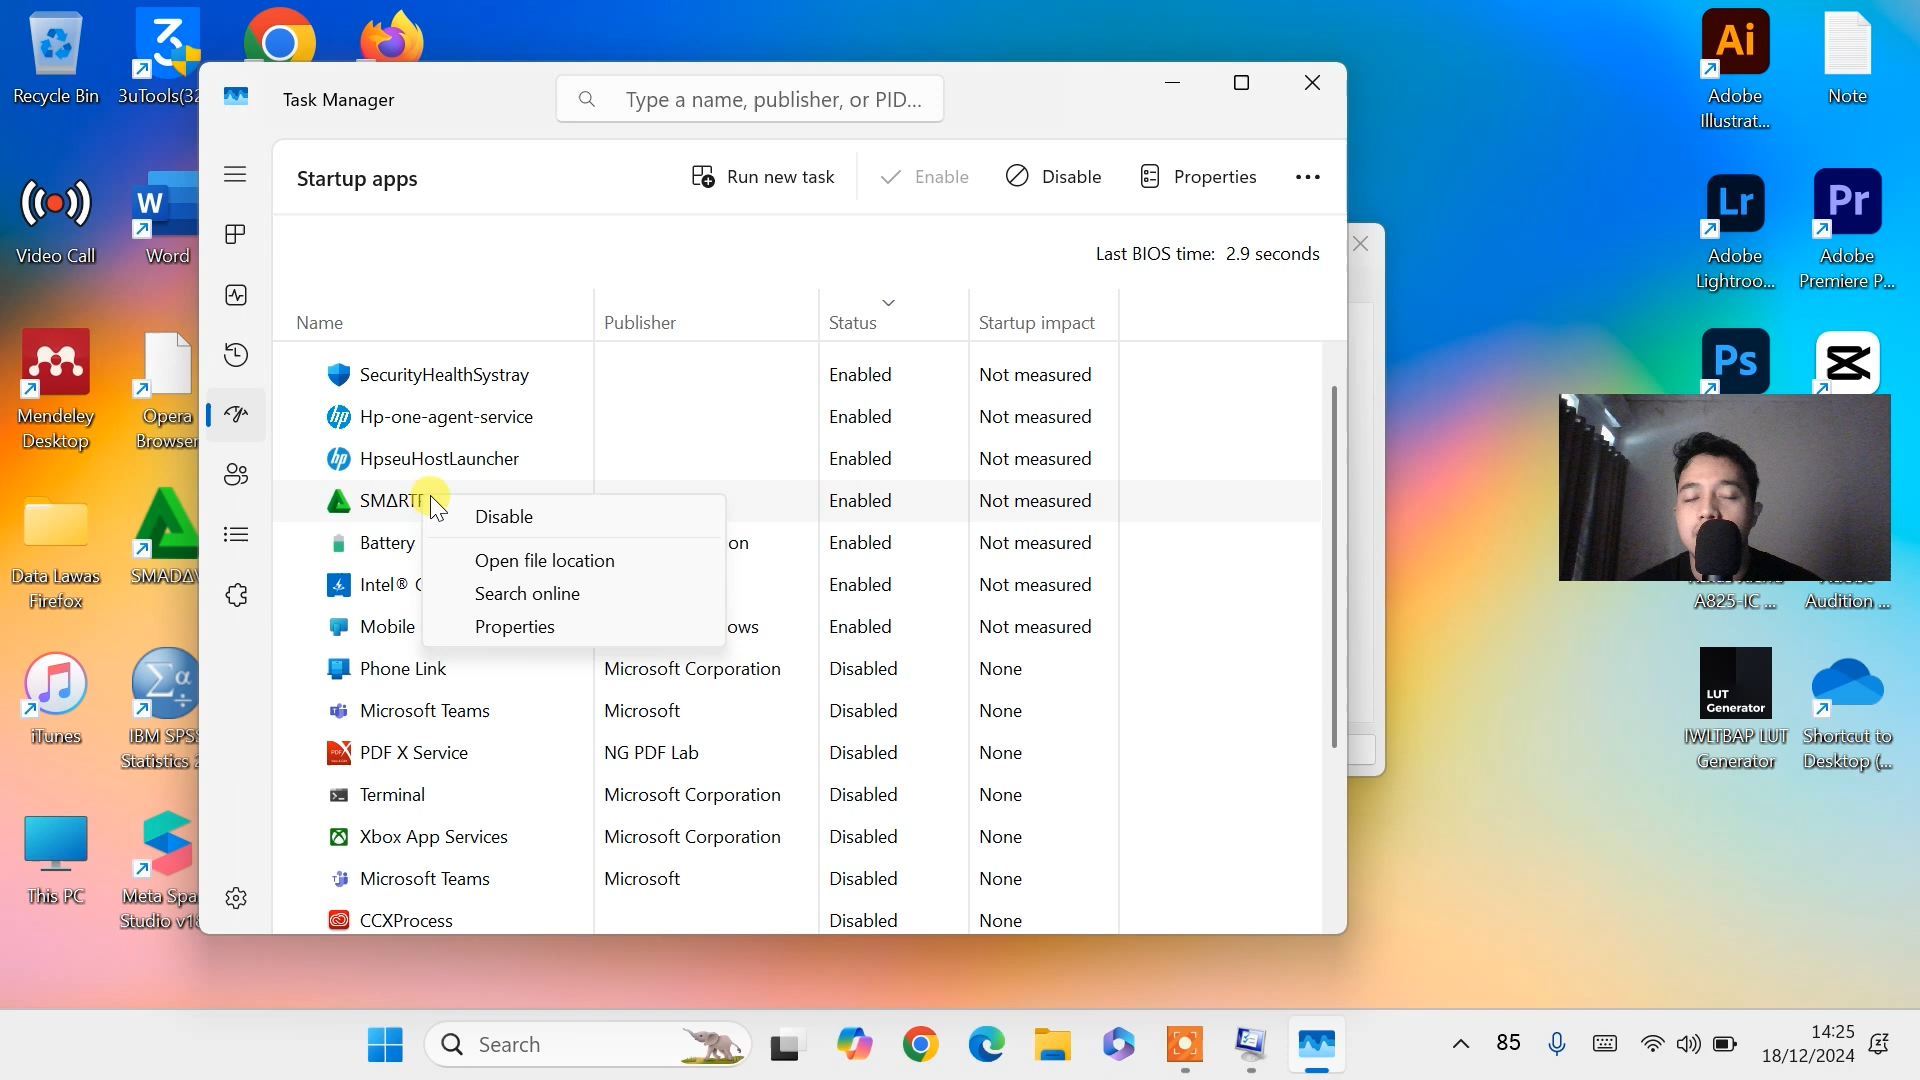 Recycle Bin
3uTools(32
Task Manager
Type a name, publisher, or PID...
Ai
Adobe
Illustrat...
Note
Startup apps
Run new task
Enable
Disable
Properties
Last BIOS time: 2.9 seconds
Video Call
Word
Lr
Adobe
Lightroo...
Pr
Adobe
Premiere P...
Name
Publisher
Status
Startup impact
SecurityHealthSystray
Enabled
Not measured
Hp-one-agent-service
Enabled
Not measured
HpseuHostLauncher
Enabled
Not measured
Enabled
Not measured
Battery
on
Enabled
Not measured
Intel®
Enabled
Not measured
Mobile
ows
Enabled
Not measured
Phone Link
Microsoft Corporation
Disabled
None
Microsoft Teams
Microsoft
Disabled
None
PDF X Service
NG PDF Lab
Disabled
None
Terminal
Microsoft Corporation
Disabled
None
Xbox App Services
Microsoft Corporation
Disabled
None
Microsoft Teams
Microsoft
Disabled
None
CCXProcess
Disabled
None
Disable
Open file location
Search online
Properties
Mendeley
Desktop
Opera
Browser
Data Lawas
Firefox
iTunes
IBM SPSS
Statistics
This PC
Meta Spa
Studio v18
Ps
A825-IC ...
Audition ...
LUT
Generator
IWLTBAP LUT
Generator
Shortcut to
Desktop (...
Search
85
14:25
18/12/2024